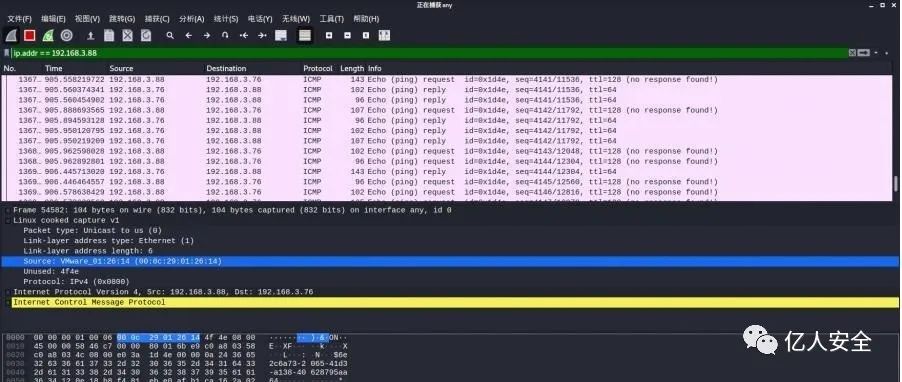 正在捕获any
文件(F) 编辑(E) 视图(V) 跳转(G) 捕获(C) 分析(A) 统计(S) 电话(Y) 无线(W) 工具(T) 帮助(H)
ip.addr == 192.168.3.88
No. Time Source Destination Protocol Length Info
1367… 905.558219722 192.168.3.88 192.168.3.76 ICMP 143 Echo (ping) request id=0x1d4e, seq=4141/11536, ttl=128 (no response found!)
1367… 905.560374341 192.168.3.76 192.168.3.88 ICMP 102 Echo (ping) reply id=0x1d4e, seq=4141/11536, ttl=64
1367… 905.560454902 192.168.3.76 192.168.3.88 ICMP 96 Echo (ping) reply id=0x1d4e, seq=4141/11536, ttl=64
1367… 905.888693565 192.168.3.88 192.168.3.76 ICMP 107 Echo (ping) request id=0x1d4e, seq=4142/11792, ttl=128 (no response found!)
1367… 905.894593128 192.168.3.76 192.168.3.88 ICMP 96 Echo (ping) reply id=0x1d4e, seq=4142/11792, ttl=64
1367… 905.950120795 192.168.3.76 192.168.3.88 ICMP 102 Echo (ping) reply id=0x1d4e, seq=4142/11792, ttl=64
1367… 905.950219209 192.168.3.76 192.168.3.88 ICMP 107 Echo (ping) reply id=0x1d4e, seq=4142/11792, ttl=64
1368… 905.962598028 192.168.3.88 192.168.3.76 ICMP 102 Echo (ping) request id=0x1d4e, seq=4143/12048, ttl=128 (no response found!)
1368… 905.962892801 192.168.3.88 192.168.3.76 ICMP 96 Echo (ping) request id=0x1d4e, seq=4144/12304, ttl=128 (no response found!)
1369… 906.445713020 192.168.3.76 192.168.3.88 ICMP 143 Echo (ping) reply id=0x1d4e, seq=4144/12304, ttl=64
1369… 906.446464557 192.168.3.88 192.168.3.76 ICMP 96 Echo (ping) request id=0x1d4e, seq=4145/12560, ttl=128 (no response found!)
1369… 906.578638429 192.168.3.88 192.168.3.76 ICMP 102 Echo (ping) request id=0x1d4e, seq=4146/12816, ttl=128 (no response found!)
Frame 54582: 104 bytes on wire (832 bits), 104 bytes captured (832 bits) on interface any, id 0
Linux cooked capture v1
Packet type: Unicast to us (0)
Link-layer address type: Ethernet (1)
Link-layer address length: 6
Source: VMware_01:26:14 (00:0c:29:01:26:14)
Unused: 4f4e
Protocol: IPv4 (0x0800)
Internet Protocol Version 4, Src: 192.168.3.88, Dst: 192.168.3.76
Internet Control Message Protocol
0000 00 00 00 01 00 06 00 0c 29 01 26 14 4f 4e 08 00 ········ )·&·ON··
0010 45 00 00 58 46 c7 00 00 80 01 6b e9 c0 a8 03 58 E··XF··· ··k····X
0020 c0 a8 03 4c 08 00 e0 3a 1d 4e 00 00 0a 24 36 65 ···L···: ·N···$6e
0030 32 63 36 61 37 33 2d 32 30 36 35 2d 34 31 64 33 2c6a73-2 065-41d3
0040 2d 61 31 33 38 2d 34 30 36 32 38 37 39 35 61 61 -a138-40 628795aa
亿人安全